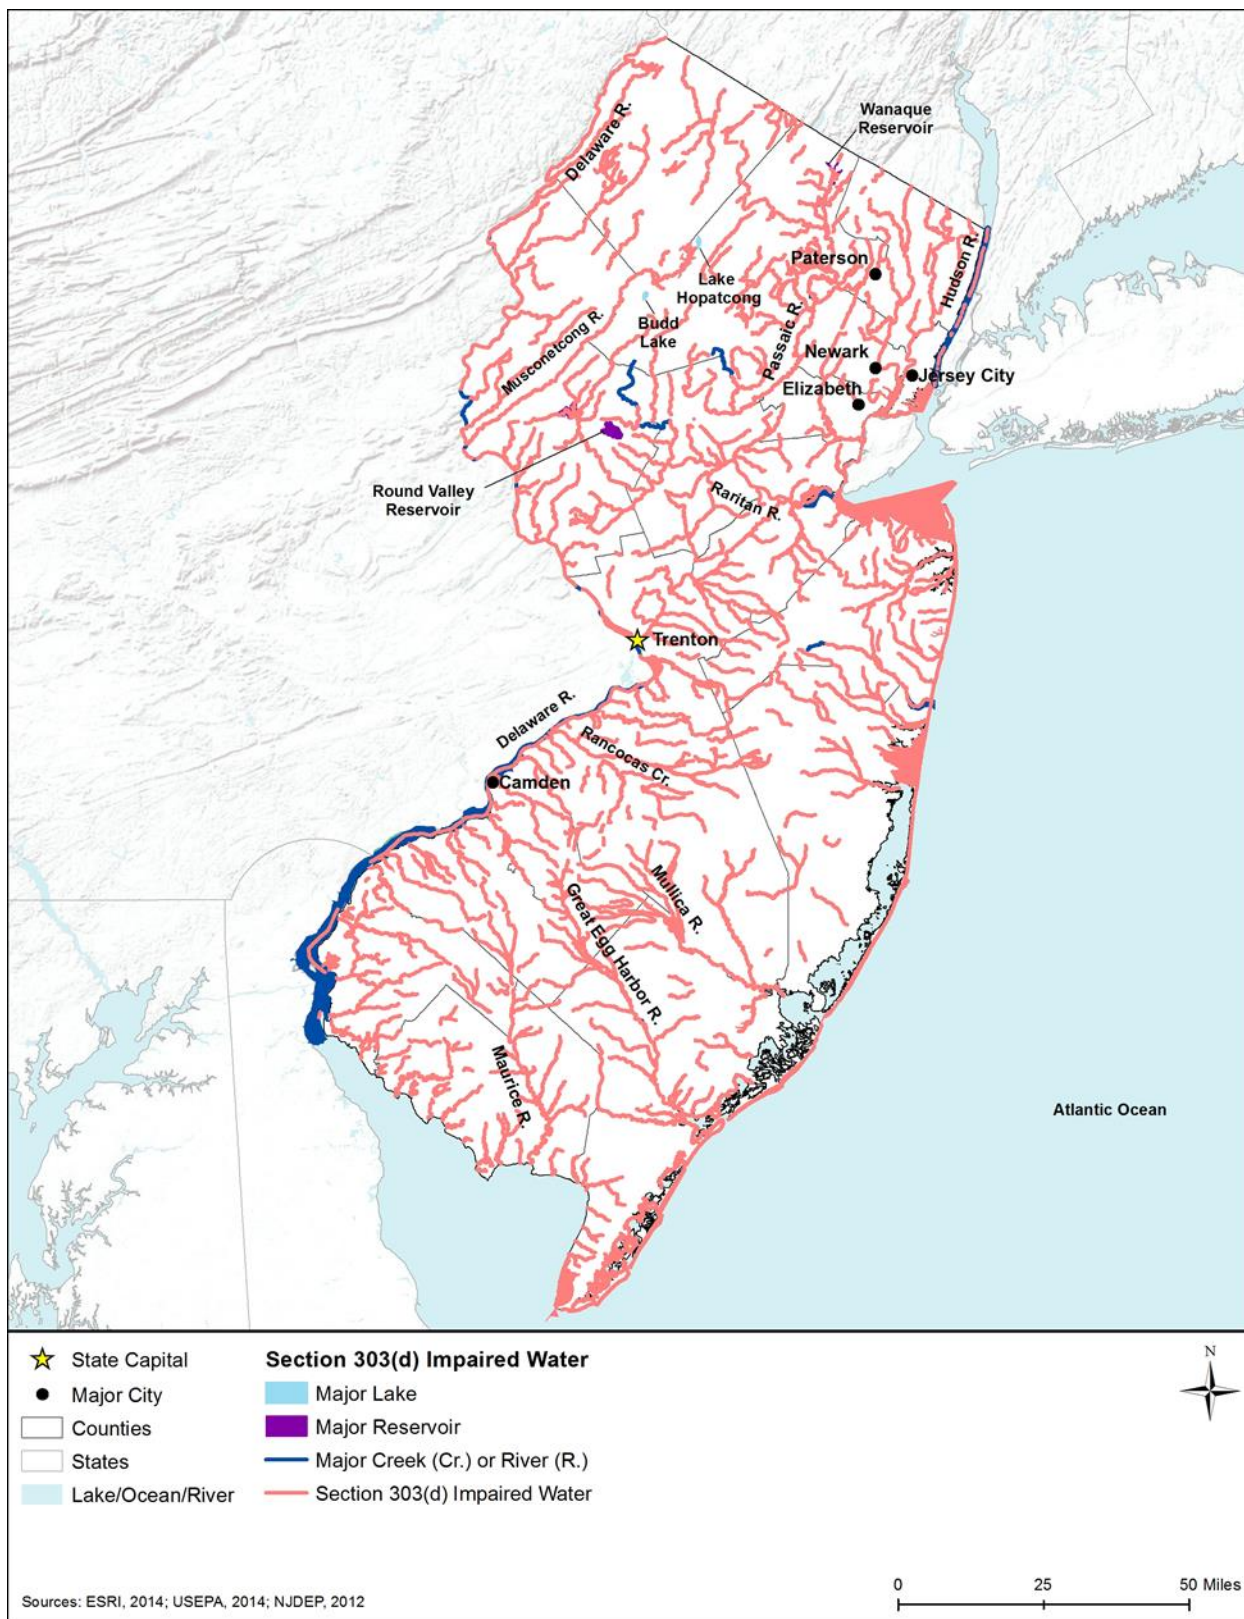 Wanaque
Reservoir
Delaware R.
Paterson
Hudson R.
Lake
Hopatcong
Budd
Lake
Passaic R.
Musconetcong R.
Newark
Jersey City
Elizabeth
Round Valley
Reservoir
Raritan R.
Trenton
Delaware R.
Rancocas Cr.
Camden
Mullica R.
Great Egg Harbor R.
Maurice R.
Atlantic Ocean
State Capital
Major City
Counties
States
Lake/Ocean/River
Section 303(d) Impaired Water
Major Lake
Major Reservoir
Major Creek (Cr.) or River (R.)
Section 303(d) Impaired Water
N
Sources: ESRI, 2014; USEPA, 2014; NJDEP, 2012
0 25 50 Miles